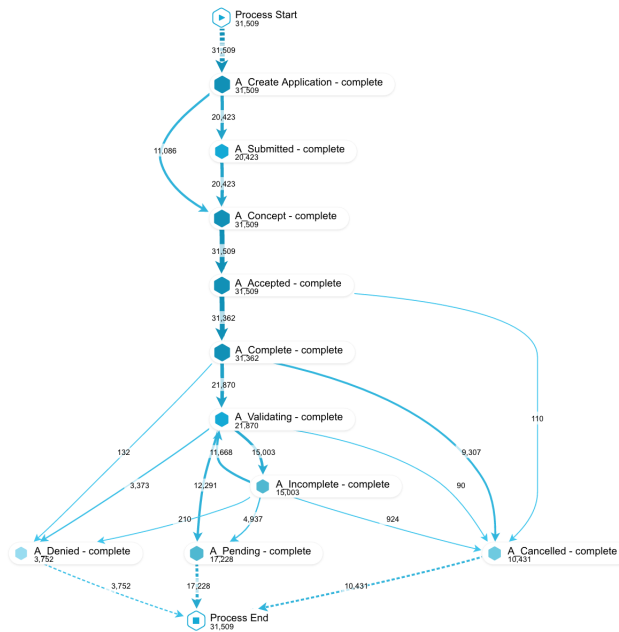 Process Start
31,509
31,509
A_Create Application - complete
31,509
20,423
11,086
A_Submitted - complete
20,423
20,423
A_Concept - complete
31,509
31,509
A_Accepted - complete
31,509
31,362
A_Complete - complete
31,362
21,870
110
A_Validating - complete
21,870
132
11,668
15,003
9,307
3,373
12,291
A_Incomplete - complete
15,003
90
210
4,937
924
A_Denied - complete
3,752
A_Pending - complete
17,228
A_Cancelled - complete
10,431
3,752
17,228
10,431
Process End
31,509